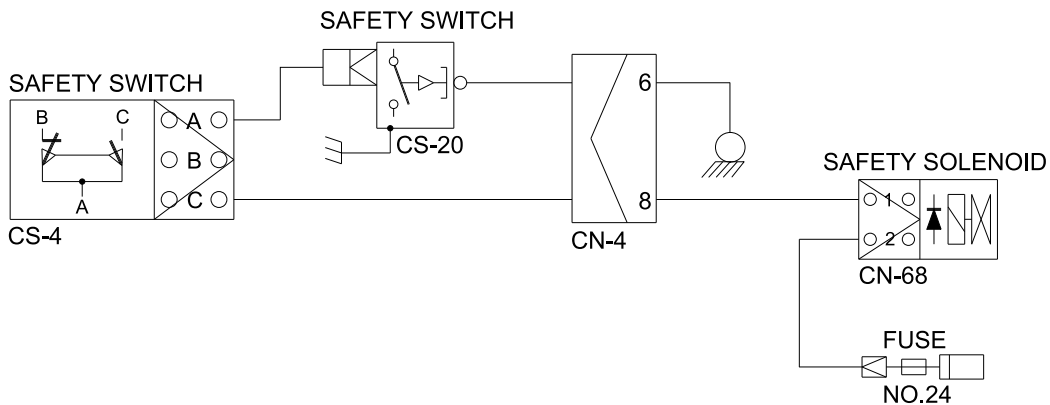 SAFETY SWITCH
SAFETY SWITCH
B C
A
A
B
C
CS-4
CS-20
6
8
CN-4
SAFETY SOLENOID
1
2
CN-68
FUSE
NO.24